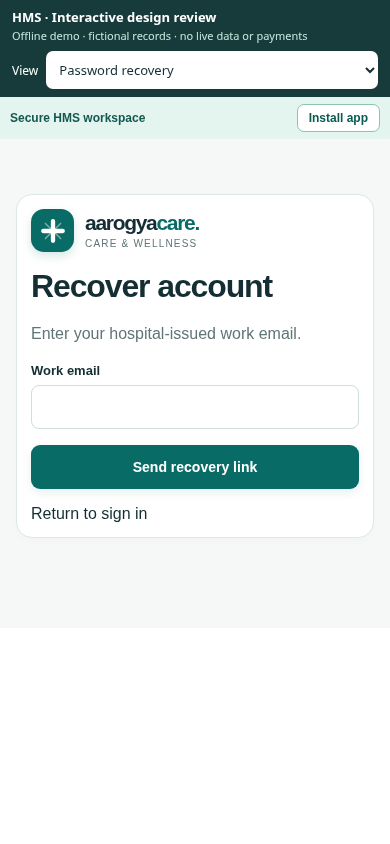 HMS · Interactive design review
Offline demo · fictional records · no live data or payments
View Password recovery
Secure HMS workspace Install app
aarogyacare.
CARE & WELLNESS
Recover account
Enter your hospital-issued work email.
Work email
Send recovery link
Return to sign in